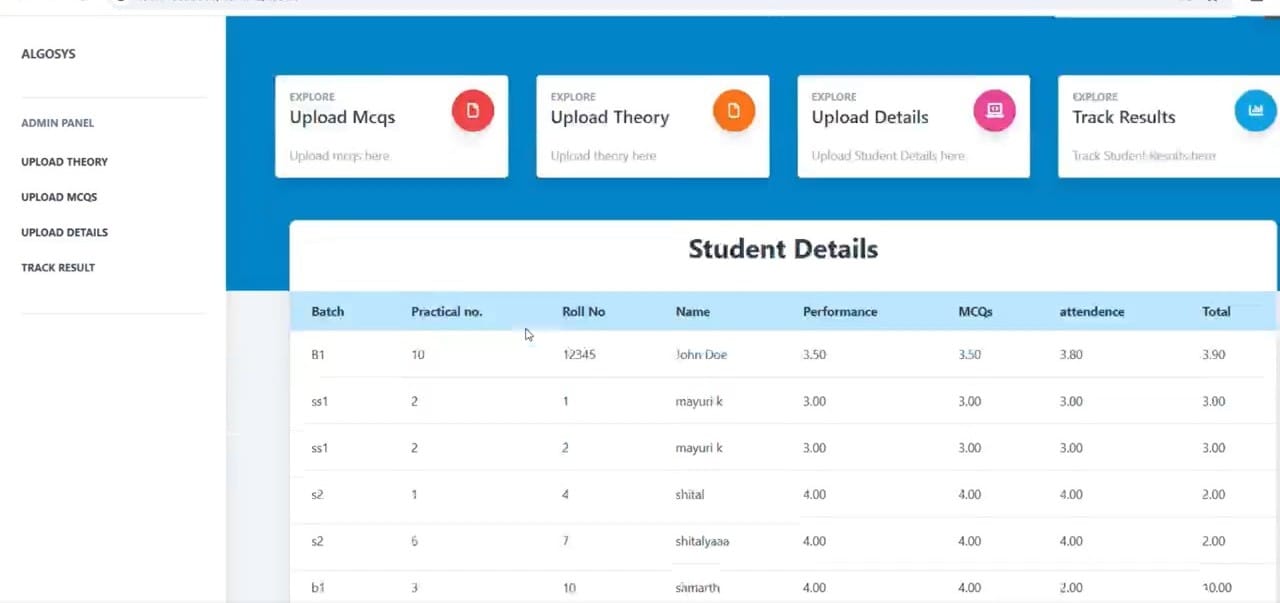 ALGOSYS
ADMIN PANEL
UPLOAD THEORY
UPLOAD MCQS
UPLOAD DETAILS
TRACK RESULT
EXPLORE
Upload Mcqs
Upload mcqs here
EXPLORE
Upload Theory
Upload theory here
EXPLORE
Upload Details
Upload Student Details here
EXPLORE
Track Results
Track Student Results here
Student Details
Batch Practical no. Roll No Name Performance MCQs attendence Total
B1 10 12345 John Doe 3.50 3.50 3.80 3.90
ss1 2 1 mayuri k 3.00 3.00 3.00 3.00
ss1 2 2 mayuri k 3.00 3.00 3.00 3.00
s2 1 4 shital 4.00 4.00 4.00 2.00
s2 6 7 shitalyaaa 4.00 4.00 4.00 2.00
b1 3 10 samarth 4.00 4.00 2.00 10.00